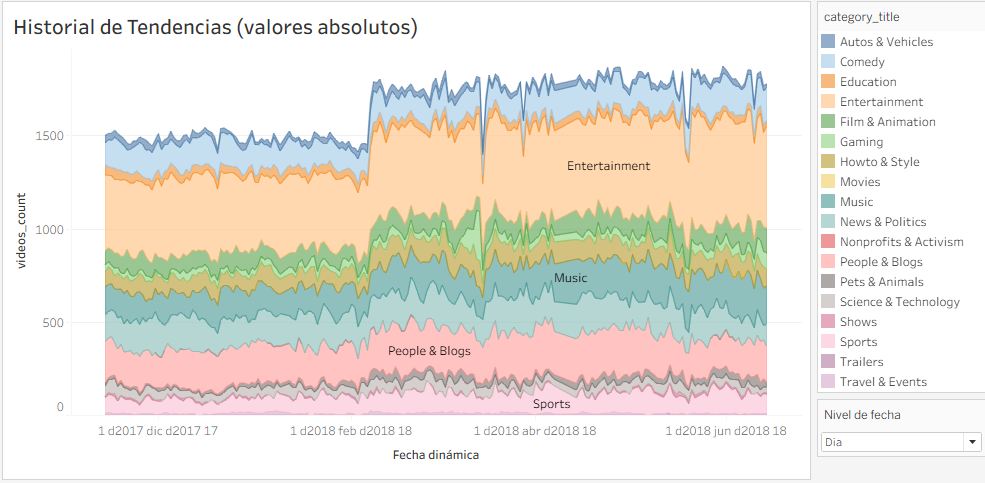 Historial de Tendencias (valores absolutos)
videos_count
1500
1000
500
0
Entertainment
Music
People & Blogs
Sports
1 d2017 dic d2017 17
1 d2018 feb d2018 18
1 d2018 abr d2018 18
1 d2018 jun d2018 18
Fecha dinámica
category_title
Autos & Vehicles
Comedy
Education
Entertainment
Film & Animation
Gaming
Howto & Style
Movies
Music
News & Politics
Nonprofits & Activism
People & Blogs
Pets & Animals
Science & Technology
Shows
Sports
Trailers
Travel & Events
Nivel de fecha
Dia